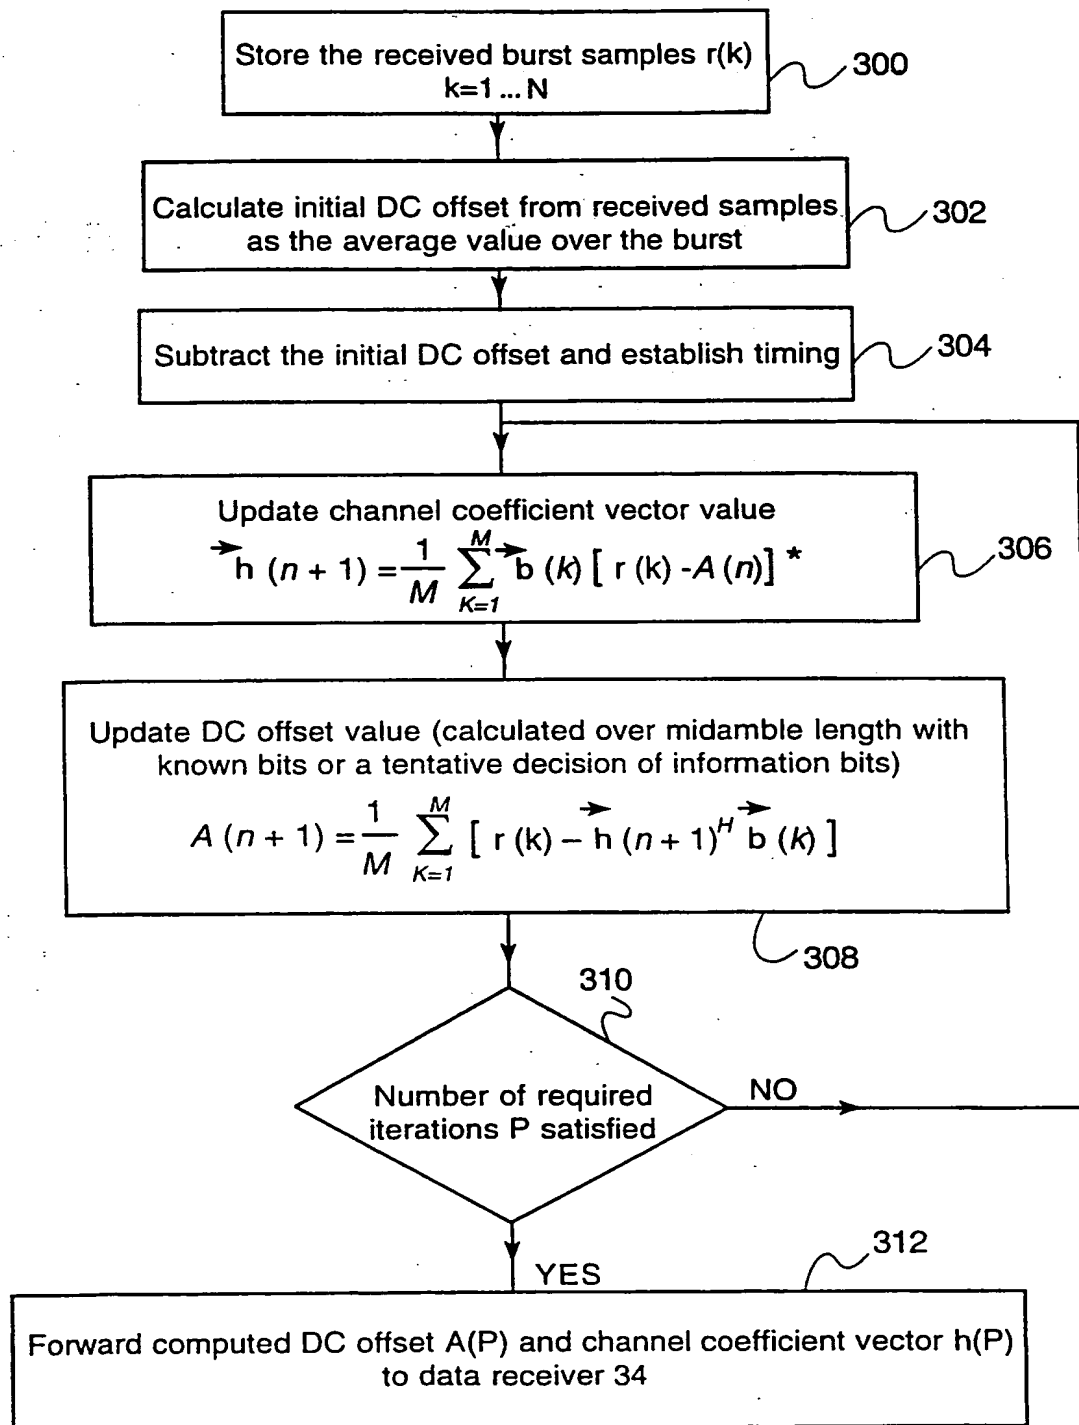 Store the received burst samples r(k)
k=1 ... N
300
Calculate initial DC offset from received samples
as the average value over the burst
302
Subtract the initial DC offset and establish timing
304
Update channel coefficient vector value
h⃗ (n + 1) = 1/M ∑_{K=1}^{M} b⃗ (k) [ r (k) -A (n)] *
306
Update DC offset value (calculated over midamble length with
known bits or a tentative decision of information bits)
A (n + 1) = 1/M ∑_{K=1}^{M} [ r (k) – h⃗ (n + 1)^H b⃗ (k) ]
308
310
Number of required
iterations P satisfied
NO
YES
312
Forward computed DC offset A(P) and channel coefficient vector h(P)
to data receiver 34